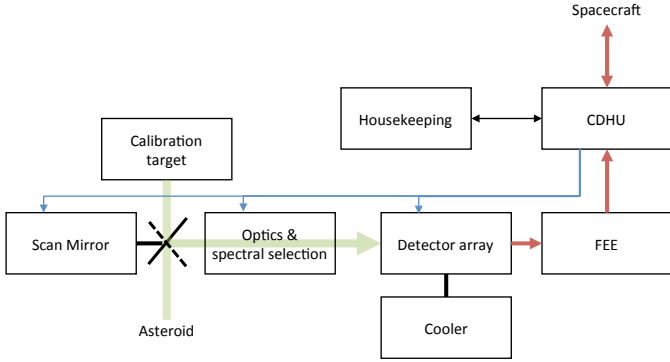 Spacecraft
Housekeeping
CDHU
Calibration
target
Scan Mirror
Optics &
spectral selection
Detector array
FEE
Asteroid
Cooler